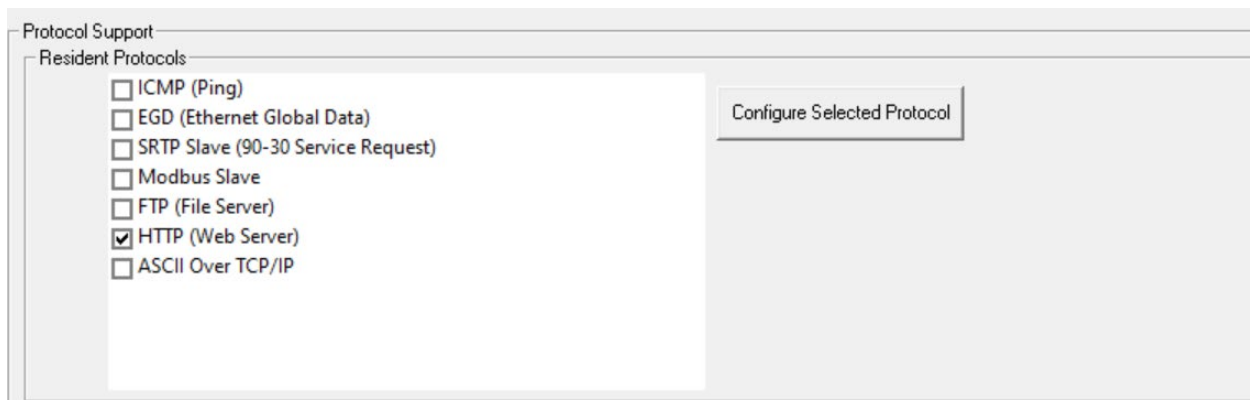 Protocol Support
Resident Protocols
ICMP (Ping)
EGD (Ethernet Global Data)
SRTP Slave (90-30 Service Request)
Modbus Slave
FTP (File Server)
HTTP (Web Server)
ASCII Over TCP/IP
Configure Selected Protocol